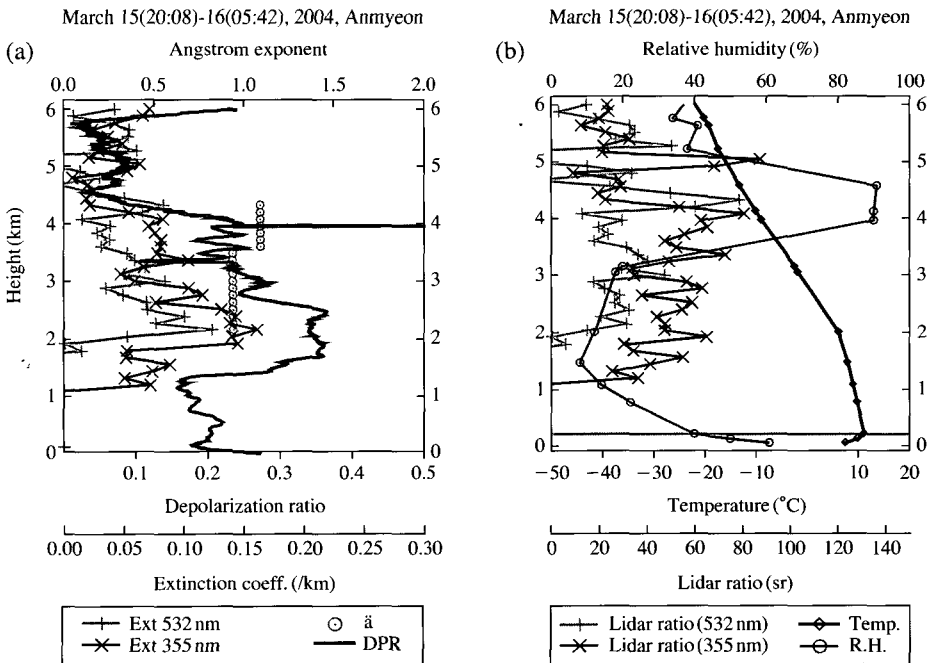 March 15(20:08)-16(05:42), 2004, Anmyeon
(a)
Angstrom exponent
0.0 0.5 1.0 1.5 2.0
Height (km)
6
5
4
3
2
1
0
6
5
4
3
2
1
0
0.1 0.2 0.3 0.4 0.5
Depolarization ratio
0.00 0.05 0.10 0.15 0.20 0.25 0.30
Extinction coeff. (/km)
Ext 532 nm
Ext 355 nm
ä
DPR
March 15(20:08)-16(05:42), 2004, Anmyeon
(b)
Relative humidity (%)
0 20 40 60 80 100
6
5
4
3
2
1
0
6
5
4
3
2
1
0
−50 −40 −30 −20 −10 10 20
Temperature (°C)
0 20 40 60 80 100 120 140
Lidar ratio (sr)
Lidar ratio (532 nm)
Lidar ratio (355 nm)
Temp.
R.H.